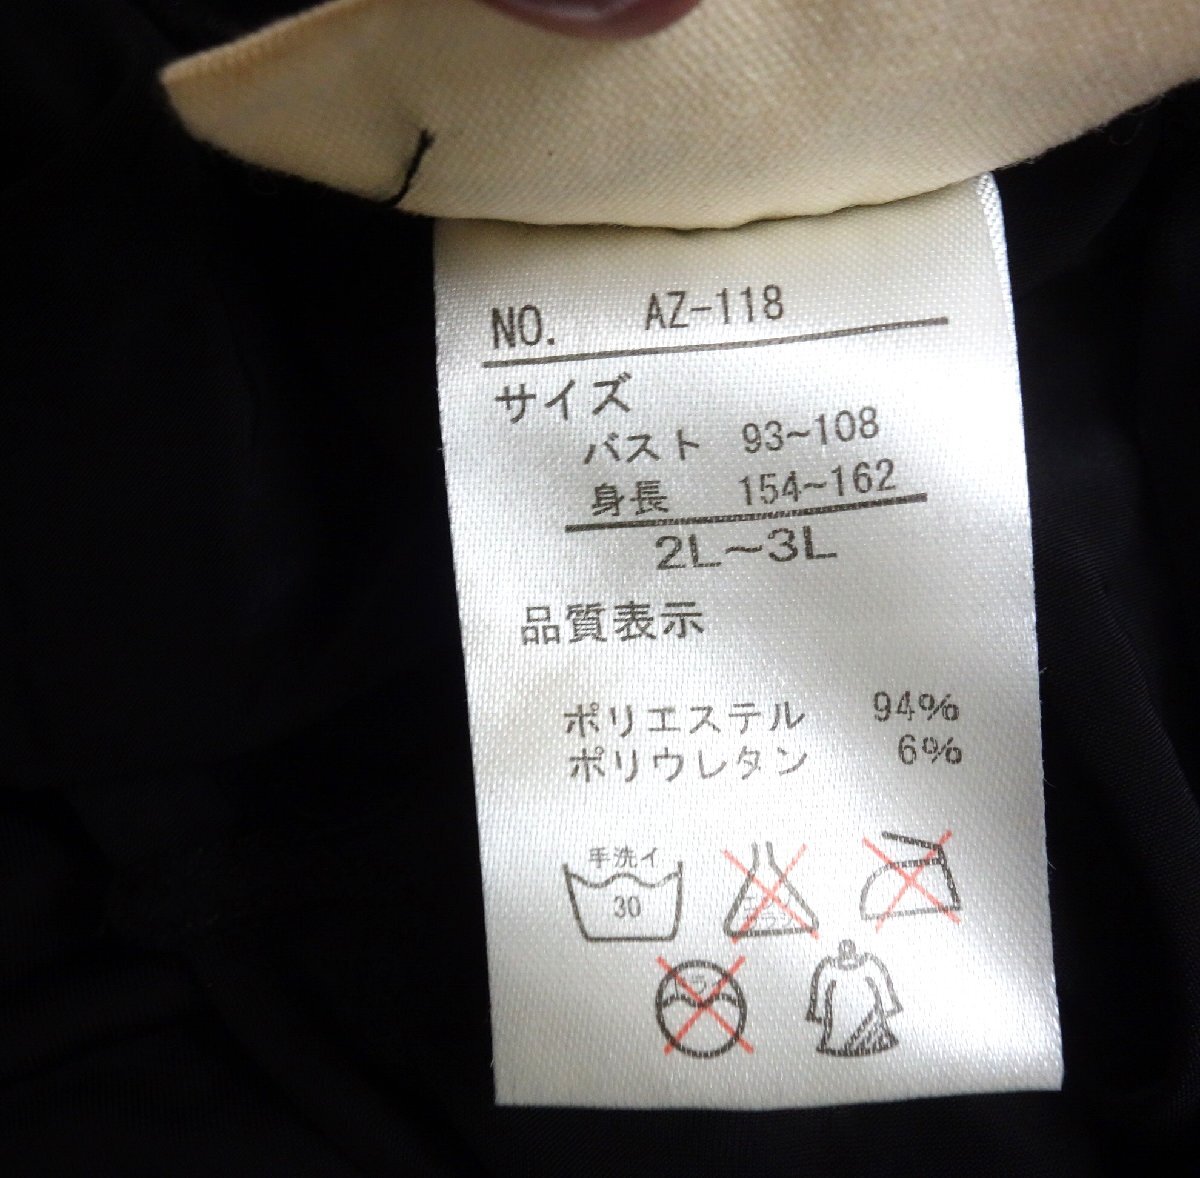 NO. AZ-118
サイズ
バスト 93~108
身長 154~162
2L~3L
品質表示
ポリエステル 94%
ポリウレタン 6%
手洗イ
30